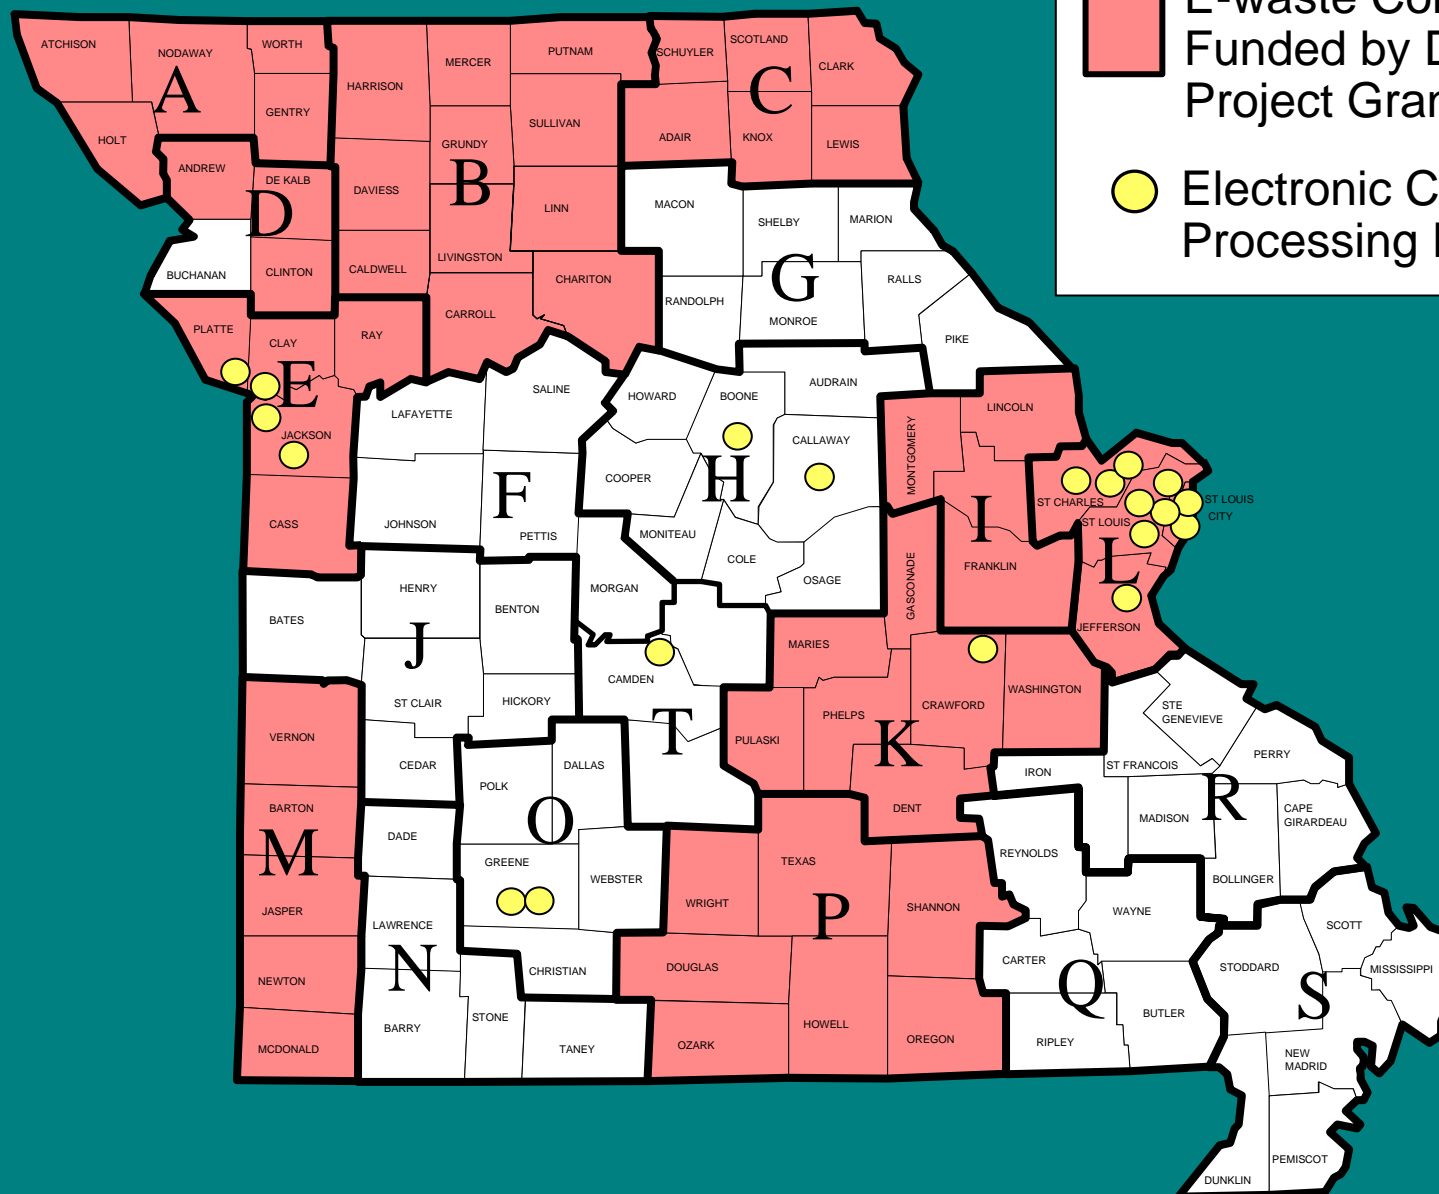 E-waste
Funded by
Project
Electronic
Processing
ATCHISON
NODAWAY
WORTH
HARRISON
MERCER
PUTNAM
SCHUYLER
SCOTLAND
CLARK
A
GENTRY
HOLT
SULLIVAN
C
ADAIR
KNOX
LEWIS
ANDREW
DE KALB
D
DAVIESS
GRUNDY
B
LINN
MACON
SHELBY
MARION
BUCHANAN
CLINTON
CALDWELL
LIVINGSTON
CHARITON
G
RALLS
RANDOLPH
MONROE
PIKE
PLATTE
CLAY
RAY
CARROLL
E
JACKSON
CASS
LAFAYETTE
SALINE
HOWARD
BOONE
AUDRAIN
CALLAWAY
MONTGOMERY
LINCOLN
COOPER
H
F
JOHNSON
PETTIS
MONITEAU
COLE
OSAGE
GASCONADE
I
FRANKLIN
ST CHARLES
ST LOUIS
ST LOUIS
CITY
L
JEFFERSON
BATES
HENRY
BENTON
MORGAN
J
ST CLAIR
HICKORY
CAMDEN
T
MARIES
PHELPS
PULASKI
K
CRAWFORD
WASHINGTON
DENT
STE
GENEVIEVE
PERRY
ST FRANCOIS
IRON
R
MADISON
CAPE
GIRARDEAU
BOLLINGER
VERNON
CEDAR
POLK
DALLAS
BARTON
M
DADE
O
GREENE
WEBSTER
JASPER
LAWRENCE
WRIGHT
TEXAS
P
SHANNON
REYNOLDS
WAYNE
SCOTT
NEWTON
N
CHRISTIAN
DOUGLAS
CARTER
Q
STODDARD
S
MISSISSIPPI
MCDONALD
BARRY
STONE
TANEY
OZARK
HOWELL
OREGON
RIPLEY
BUTLER
NEW
MADRID
PEMISCOT
DUNKLIN